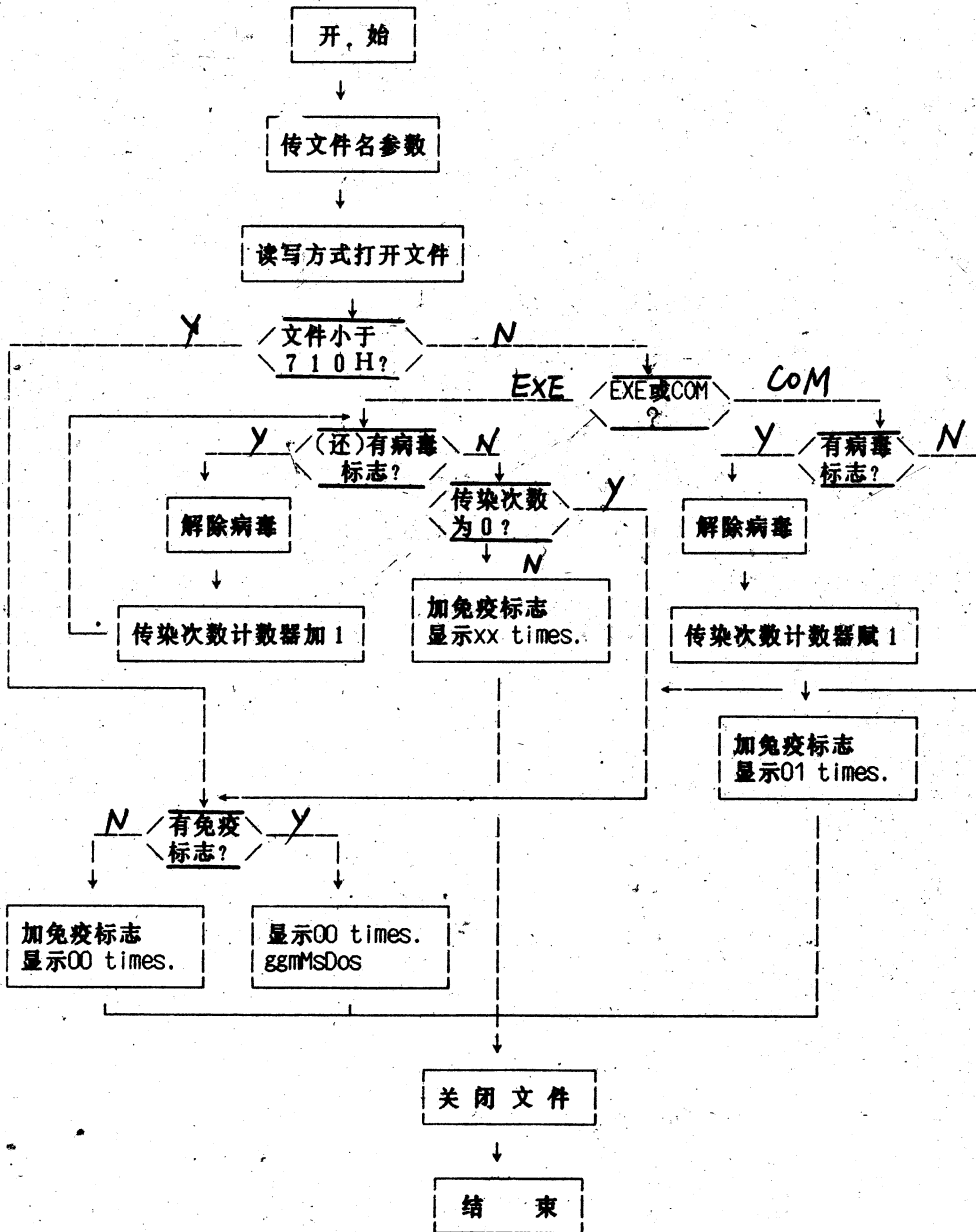 开 始
传文件名参数
读写方式打开文件
Y
文件小于
710H?
N
EXE
EXE或COM
?
COM
Y
(还)有病毒
标志?
N
Y
有病毒
标志?
N
解除病毒
传染次数
为0?
Y
解除病毒
N
传染次数计数器加1
加免疫标志
显示xx times.
传染次数计数器赋1
加免疫标志
显示01 times.
N
有免疫
标志?
Y
加免疫标志
显示00 times.
显示00 times.
ggmMsDos
关 闭 文 件
结 束